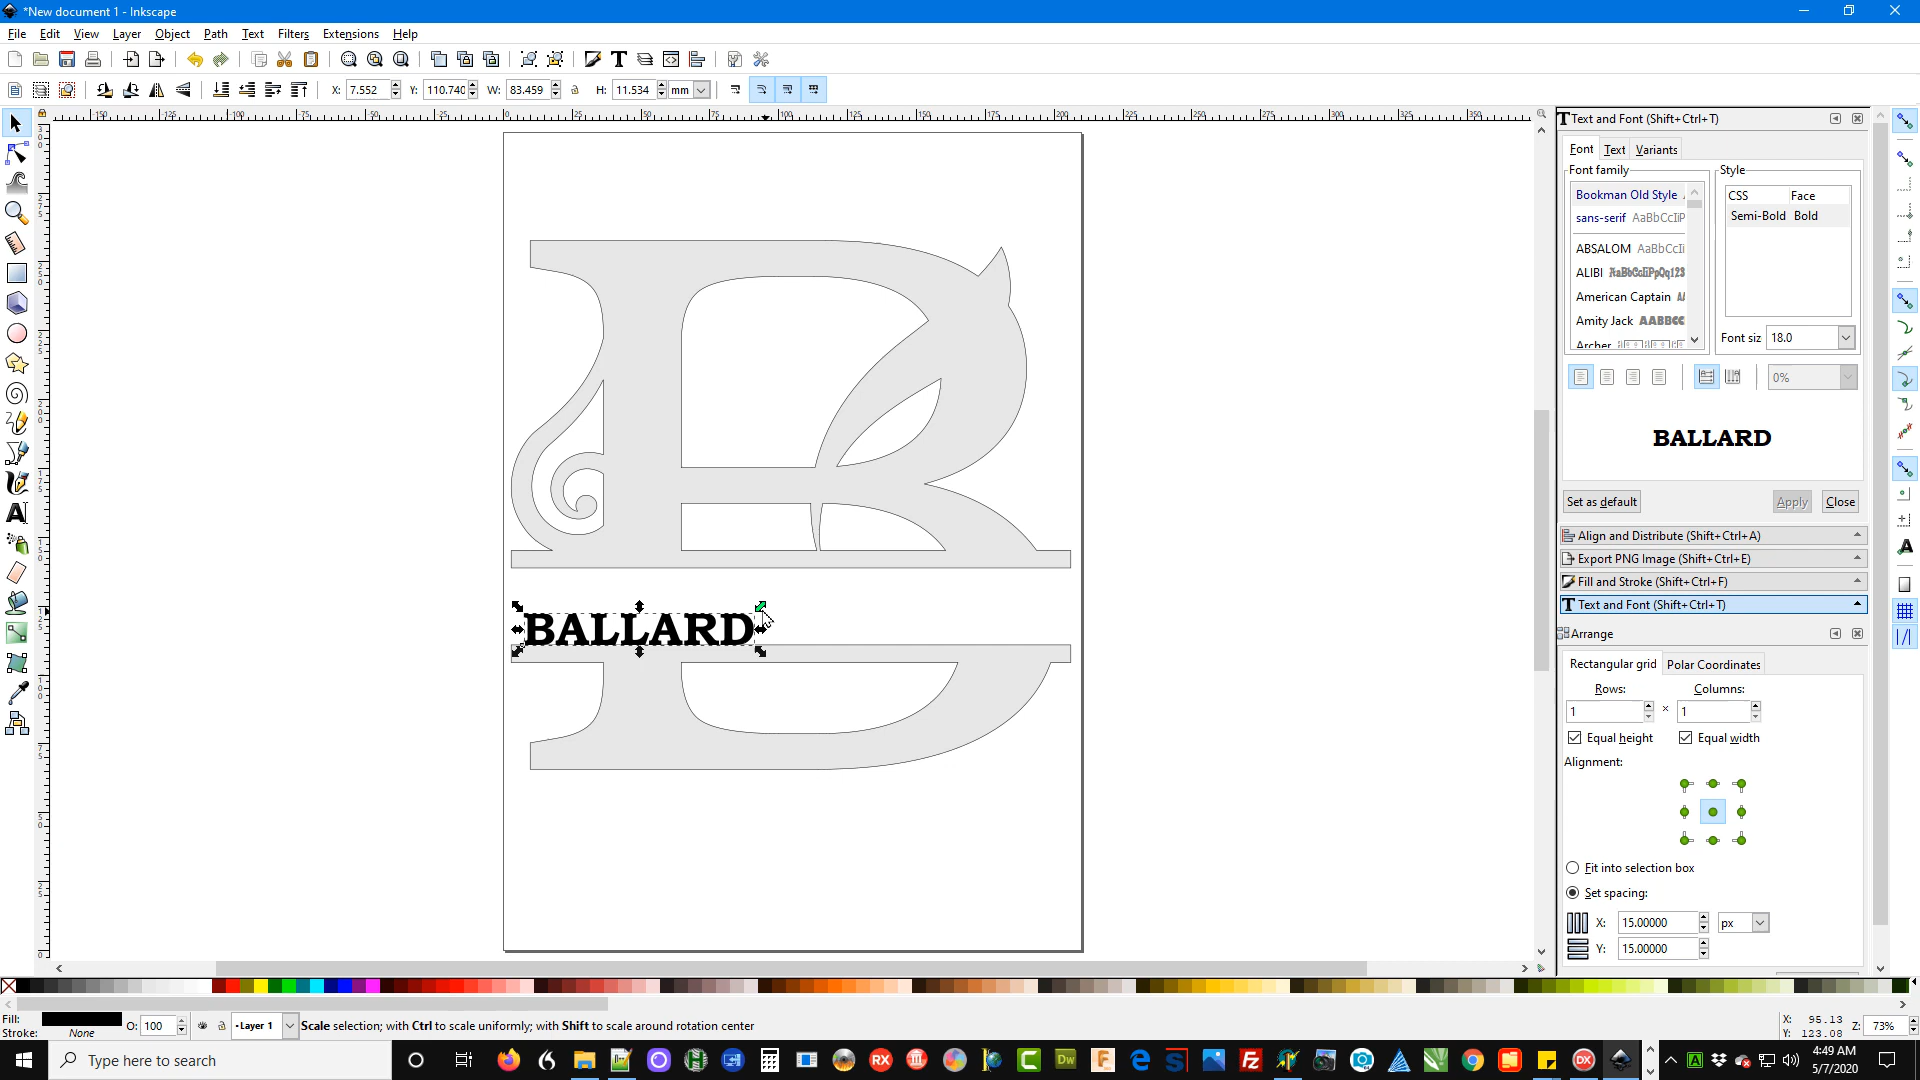 *New document 1 - Inkscape
File Edit View Layer Object Path Text Filters Extensions Help
X: 7.552 Y: 110.740 W: 83.459 H: 11.534 mm
Text and Font (Shift+Ctrl+T)
Font Text Variants
Font family Style
Bookman Old Style
sans-serif AaBbCcIiP
ABSALOM AaBbCcIi
ALIBI AaBbCcIiPpQq123
American Captain
Amity Jack AABBCC
Archer
CSS Face
Semi-Bold Bold
Font siz 18.0
0%
BALLARD
Set as default Apply Close
Align and Distribute (Shift+Ctrl+A)
Export PNG Image (Shift+Ctrl+E)
Fill and Stroke (Shift+Ctrl+F)
Text and Font (Shift+Ctrl+T)
BALLARD
Arrange
Rectangular grid Polar Coordinates
Rows: Columns:
1 × 1
Equal height Equal width
Alignment:
Fit into selection box
Set spacing:
X: 15.00000 px
Y: 15.00000
Fill:
Stroke: None
O: 100
Layer 1
Scale selection; with Ctrl to scale uniformly; with Shift to scale around rotation center
X: 95.13
Y: 123.08
Z: 73%
Type here to search
4:49 AM
5/7/2020